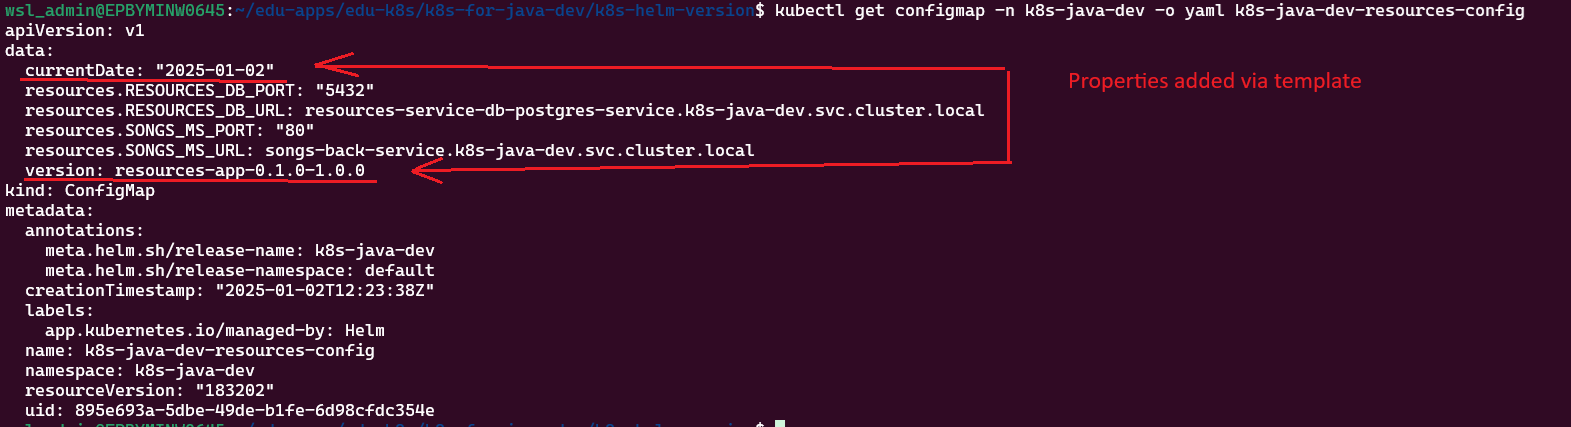 wsl_admin@EPBYMINW0645:~/edu-apps/edu-k8s/k8s-for-java-dev/k8s-helm-version$ kubectl get configmap -n k8s-java-dev -o yaml k8s-java-dev-resources-config
apiVersion: v1
data:
  currentDate: "2025-01-02"
Properties added via template
  resources.RESOURCES_DB_PORT: "5432"
  resources.RESOURCES_DB_URL: resources-service-db-postgres-service.k8s-java-dev.svc.cluster.local
  resources.SONGS_MS_PORT: "80"
  resources.SONGS_MS_URL: songs-back-service.k8s-java-dev.svc.cluster.local
  version: resources-app-0.1.0-1.0.0
kind: ConfigMap
metadata:
  annotations:
    meta.helm.sh/release-name: k8s-java-dev
    meta.helm.sh/release-namespace: default
  creationTimestamp: "2025-01-02T12:23:38Z"
  labels:
    app.kubernetes.io/managed-by: Helm
  name: k8s-java-dev-resources-config
  namespace: k8s-java-dev
  resourceVersion: "183202"
  uid: 895e693a-5dbe-49de-b1fe-6d98cfdc354e